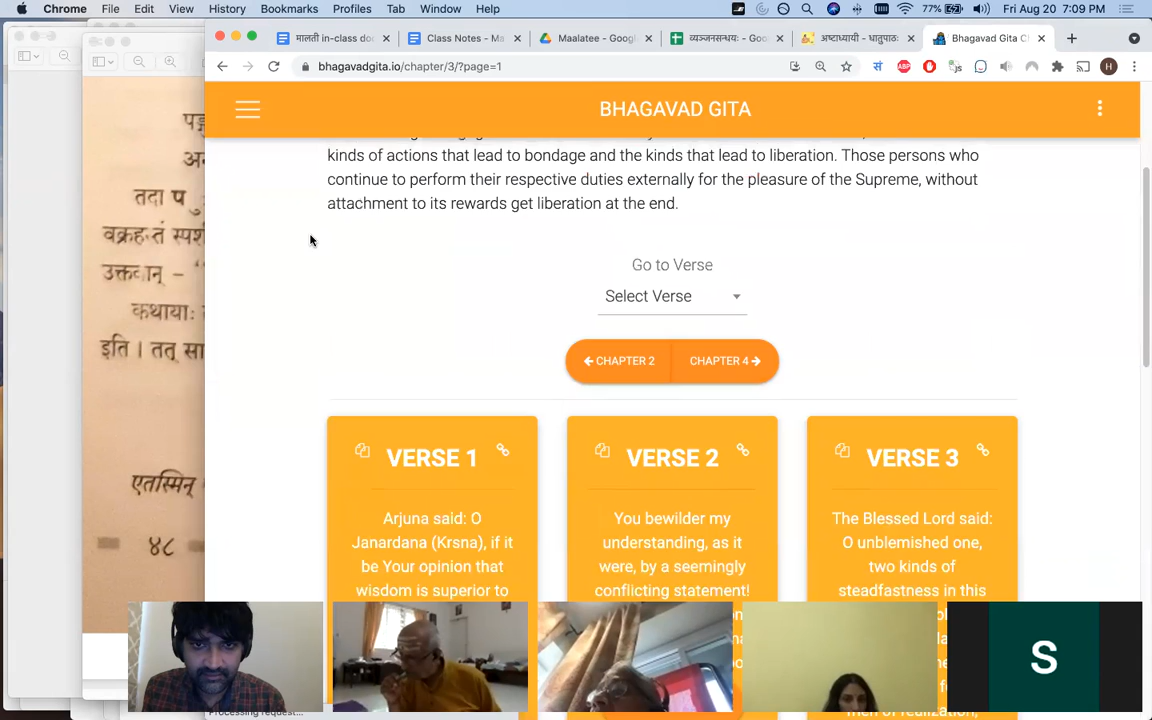 Chrome File Edit View History Bookmarks Profiles Tab Window Help 77% Fri Aug 20 7:09 PM
मालती in-class do Class Notes - Ma Maalatee - Google व्यञ्जनसन्धयः - Goo अष्टाध्यायी - धातुपाठः Bhagavad Gita C
bhagavadgita.io/chapter/3/?page=1
BHAGAVAD GITA
kinds of actions that lead to bondage and the kinds that lead to liberation. Those persons who
continue to perform their respective duties externally for the pleasure of the Supreme, without
attachment to its rewards get liberation at the end.
Go to Verse
Select Verse
CHAPTER 2 CHAPTER 4
VERSE 1
Arjuna said: O
Janardana (Krsna), if it
be Your opinion that
wisdom is superior to
VERSE 2
You bewilder my
understanding, as it
were, by a seemingly
conflicting statement!
VERSE 3
The Blessed Lord said:
O unblemished one,
two kinds of
steadfastness in this
तदा
स्पर्श
कथायाः
इति । तत् सा
एतस्मिन्
४८
S
Processing request...